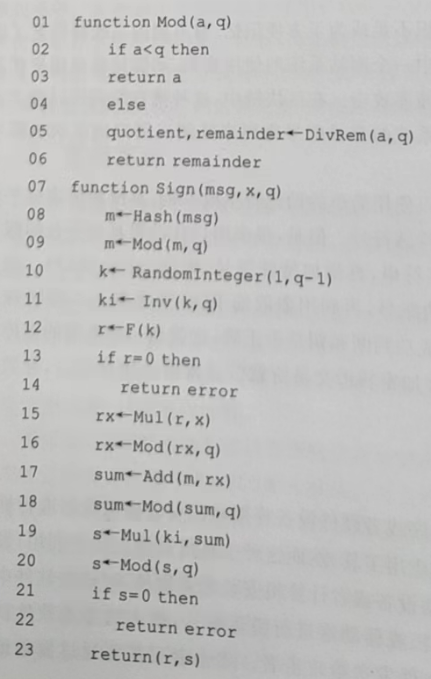 01 function Mod(a,q)
02 if a<q then
03 return a
04 else
05 quotient,remainder←DivRem(a,q)
06 return remainder
07 function Sign(msg,x,q)
08 m←Hash(msg)
09 m←Mod(m,q)
10 k← RandomInteger(1,q-1)
11 ki← Inv(k,q)
12 r←F(k)
13 if r=0 then
14 return error
15 rx←Mul(r,x)
16 rx←Mod(rx,q)
17 sum←Add(m,rx)
18 sum←Mod(sum,q)
19 s←Mul(ki,sum)
20 s←Mod(s,q)
21 if s=0 then
22 return error
23 return(r,s)